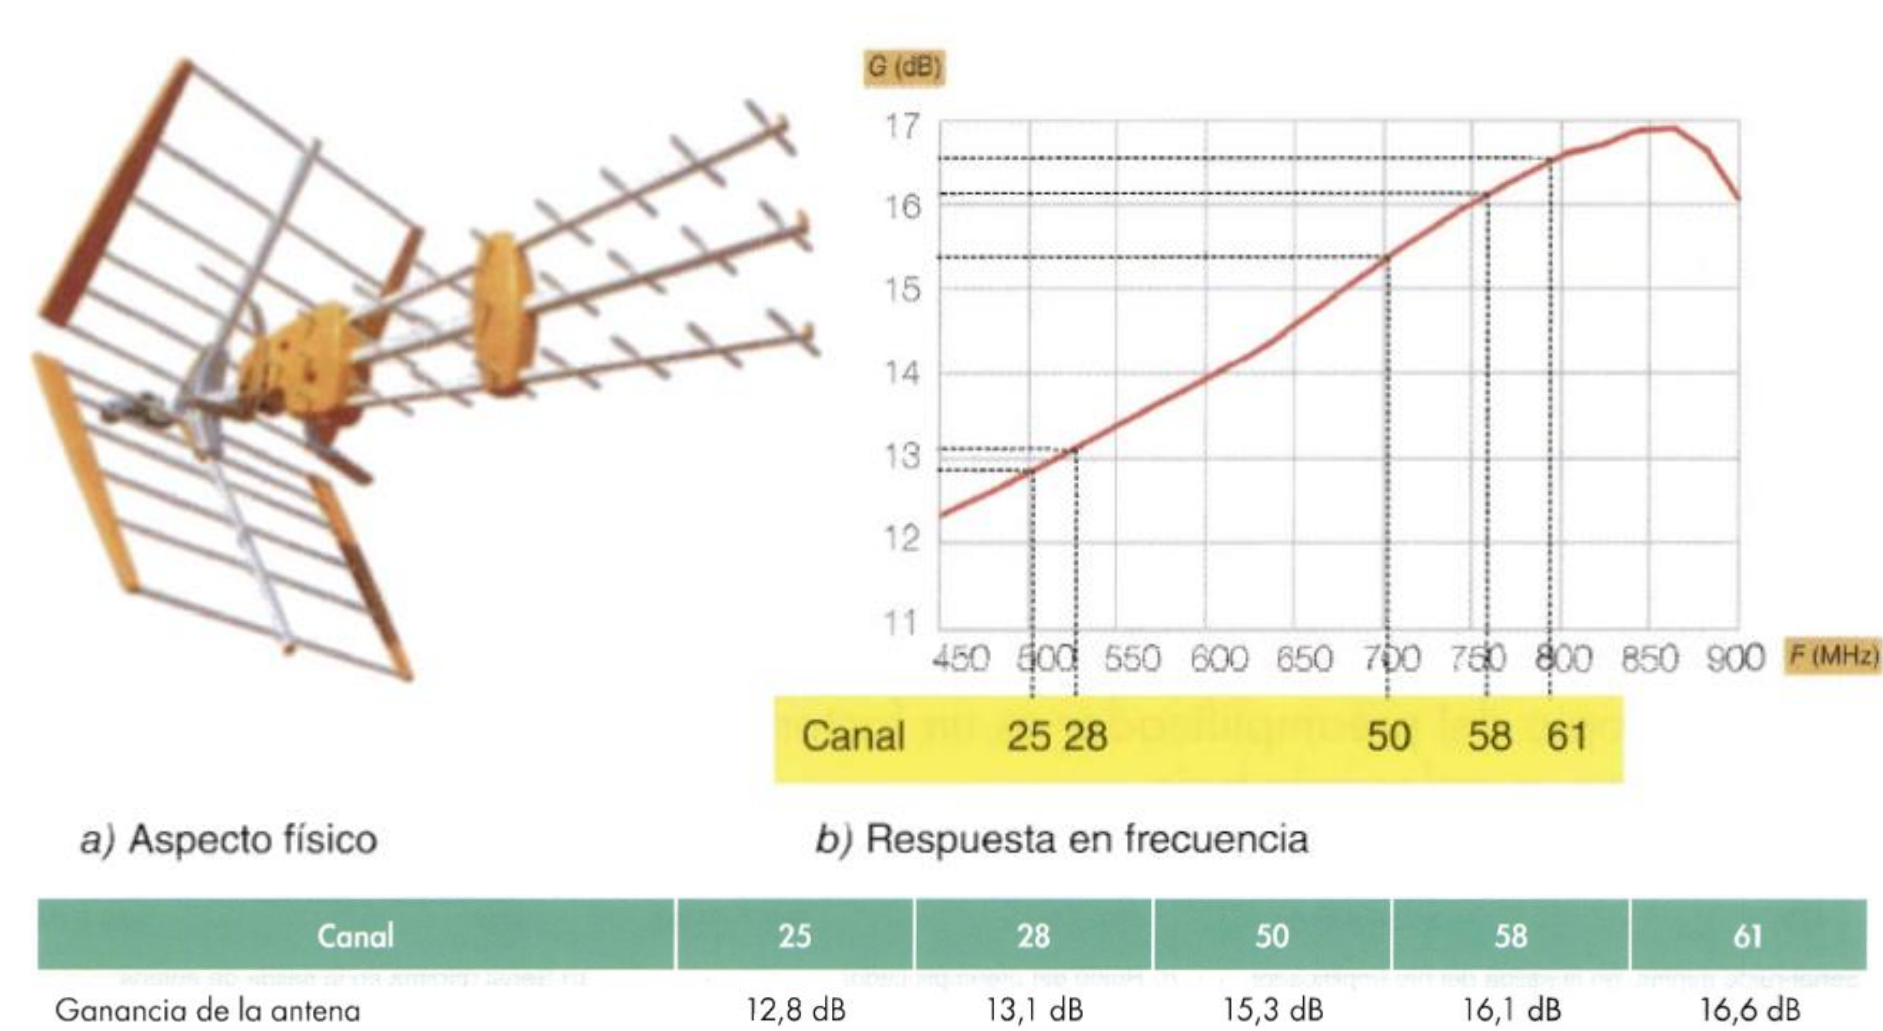 G (dB)
17
16
15
14
13
12
11
450 500 550 600 650 700 750 800 850 900 F (MHz)
Canal 25 28 50 58 61
a) Aspecto físico
b) Respuesta en frecuencia
Canal 25 28 50 58 61
Ganancia de la antena 12,8 dB 13,1 dB 15,3 dB 16,1 dB 16,6 dB